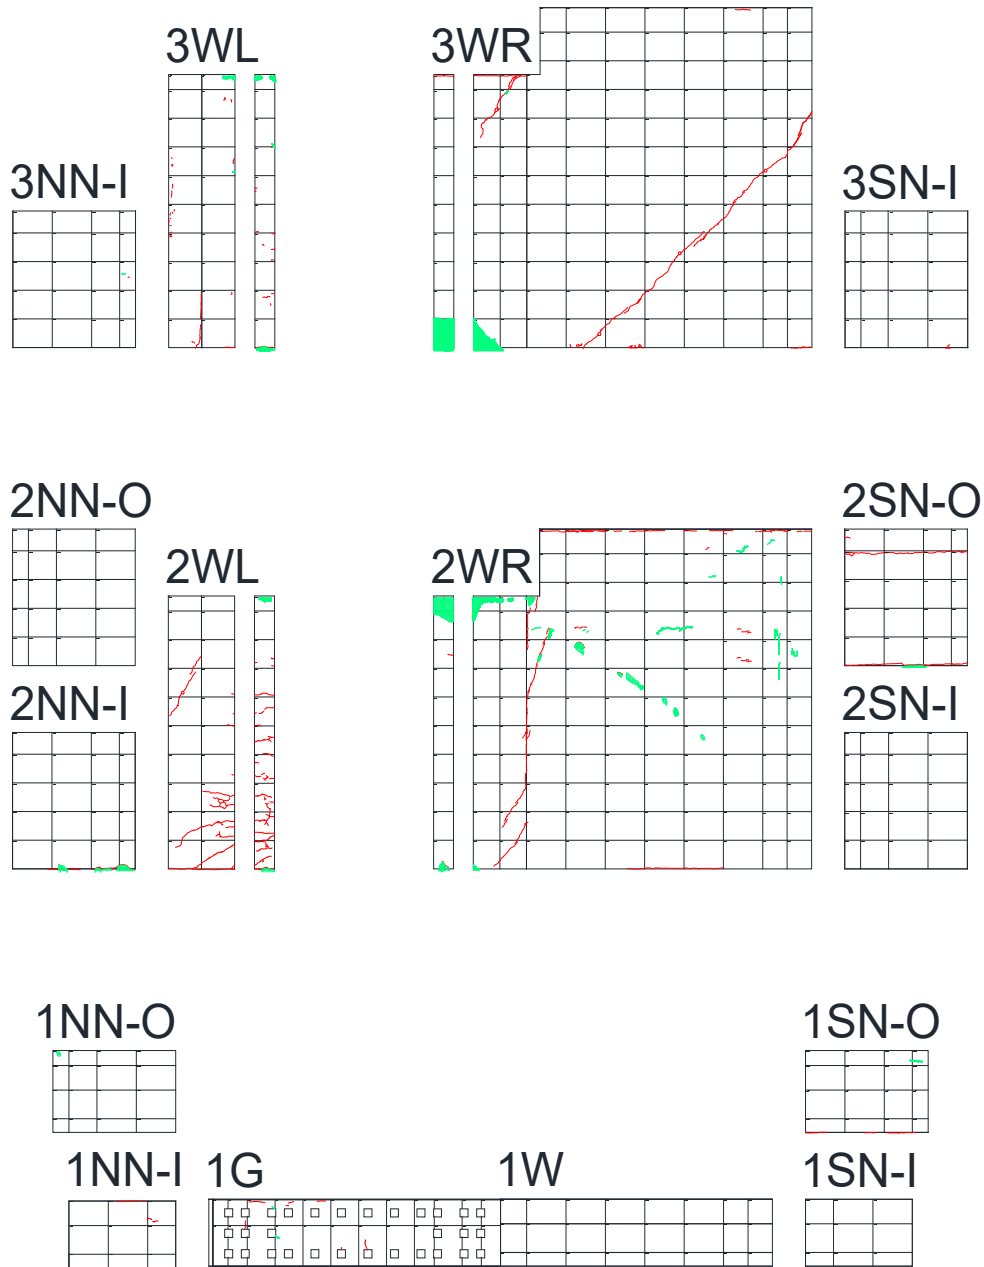 3WL 3WR
3NN-I 3SN-I
2NN-O 2SN-O
2WL 2WR
2NN-I 2SN-I
1NN-O 1SN-O
1NN-I 1G 1W 1SN-I